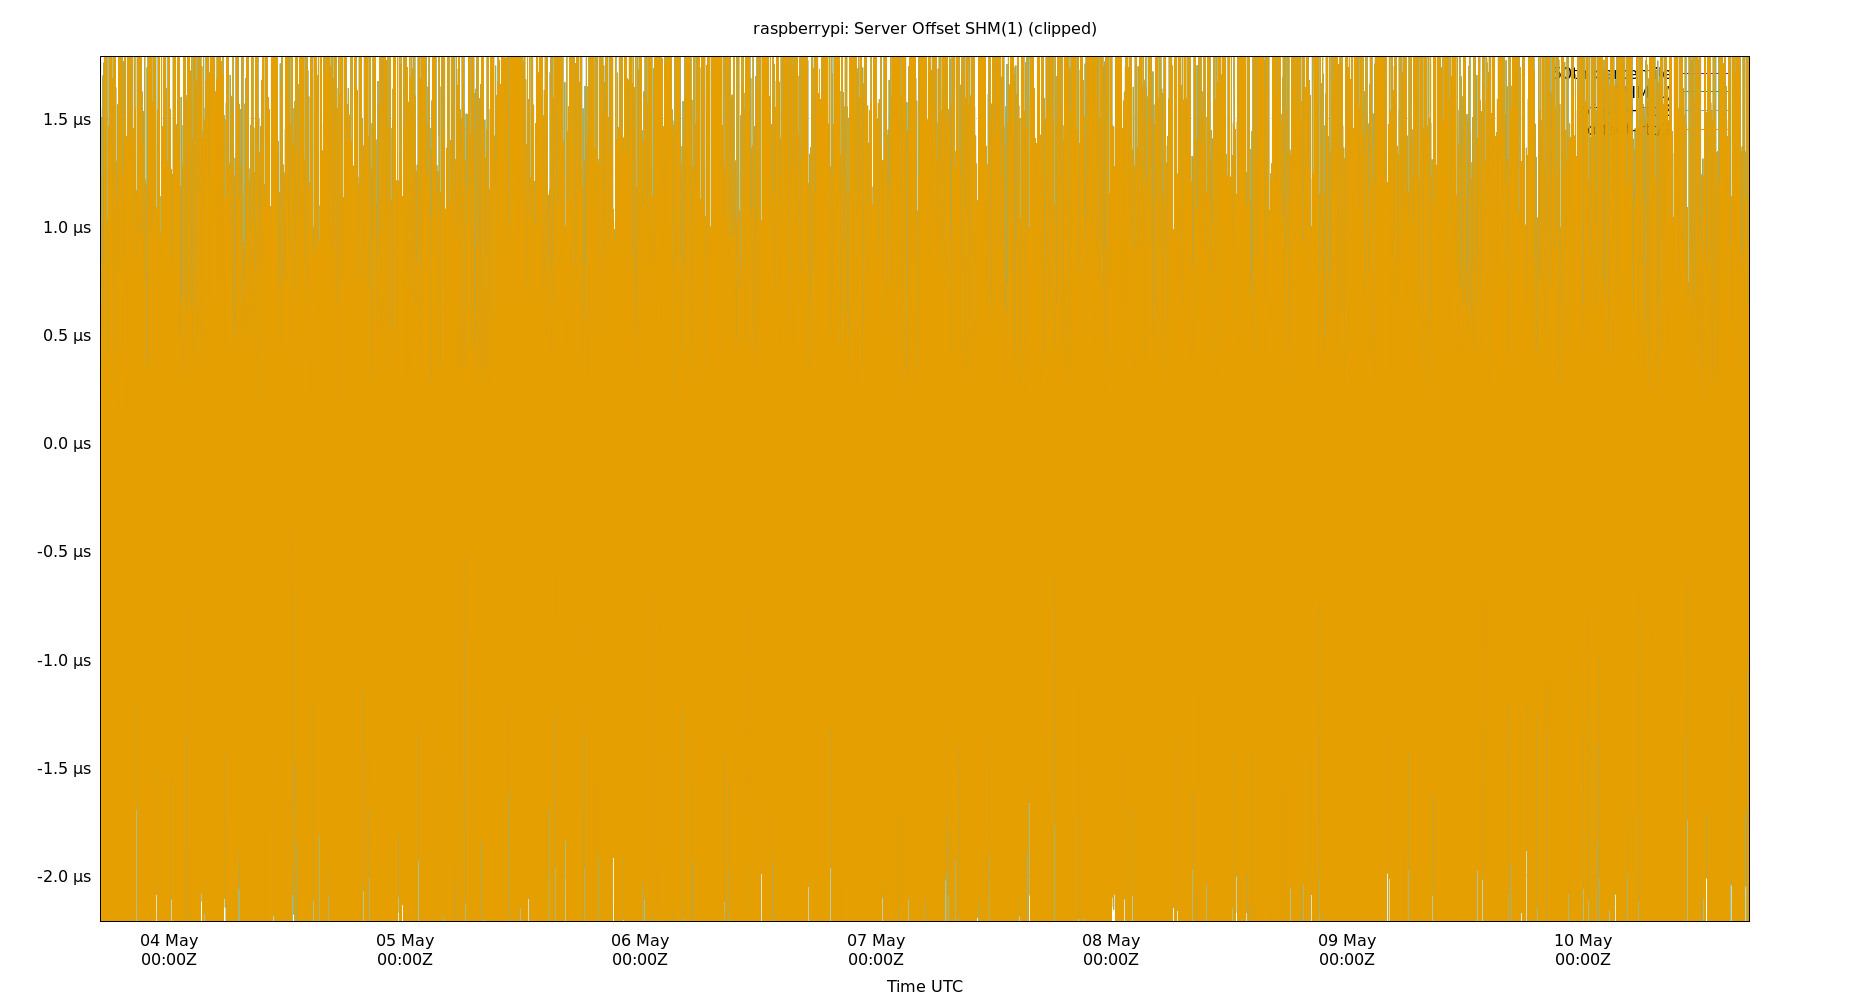 raspberrypi: Server Offset SHM(1) (clipped)
1.5 µs
1.0 µs
0.5 µs
0.0 µs
-0.5 µs
-1.0 µs
-1.5 µs
-2.0 µs
04 May 05 May 06 May 07 May 08 May 09 May 10 May
00:00Z 00:00Z 00:00Z 00:00Z 00:00Z 00:00Z 00:00Z
Time UTC